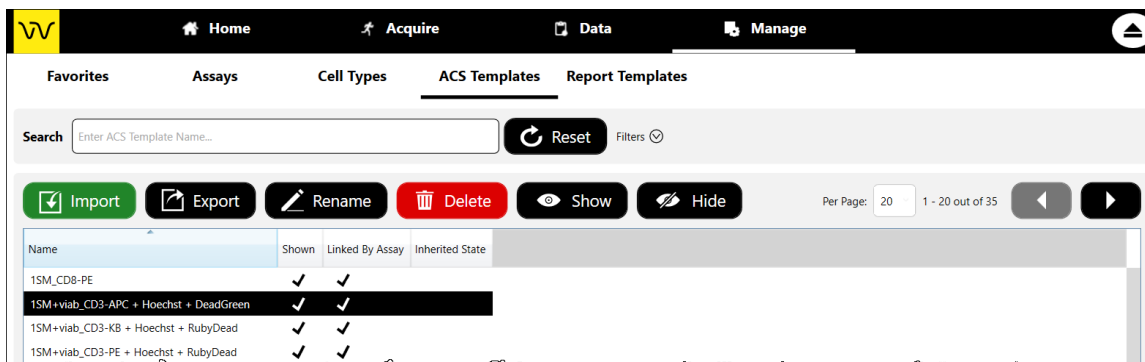 Home Acquire Data Manage
Favorites Assays Cell Types ACS Templates Report Templates
Search Enter ACS Template Name... Reset Filters
Import Export Rename Delete Show Hide Per Page: 20 1 - 20 out of 35
Name Shown Linked By Assay Inherited State
1SM_CD8-PE
1SM+viab_CD3-APC + Hoechst + DeadGreen
1SM+viab_CD3-KB + Hoechst + RubyDead
1SM+viab_CD3-PE + Hoechst + RubyDead